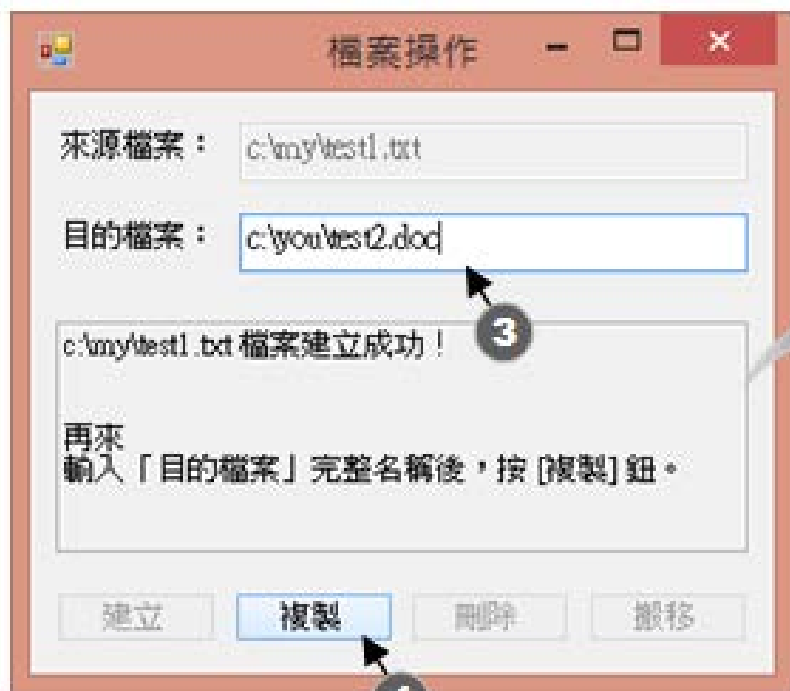 檔案操作
來源檔案：
c:\my\test1.txt
目的檔案：
c:\you\test2.doc
3
c:\my\test1.txt 檔案建立成功！
再來
輸入「目的檔案」完整名稱後，按 [複製] 鈕。
建立 複製 刪除 搬移